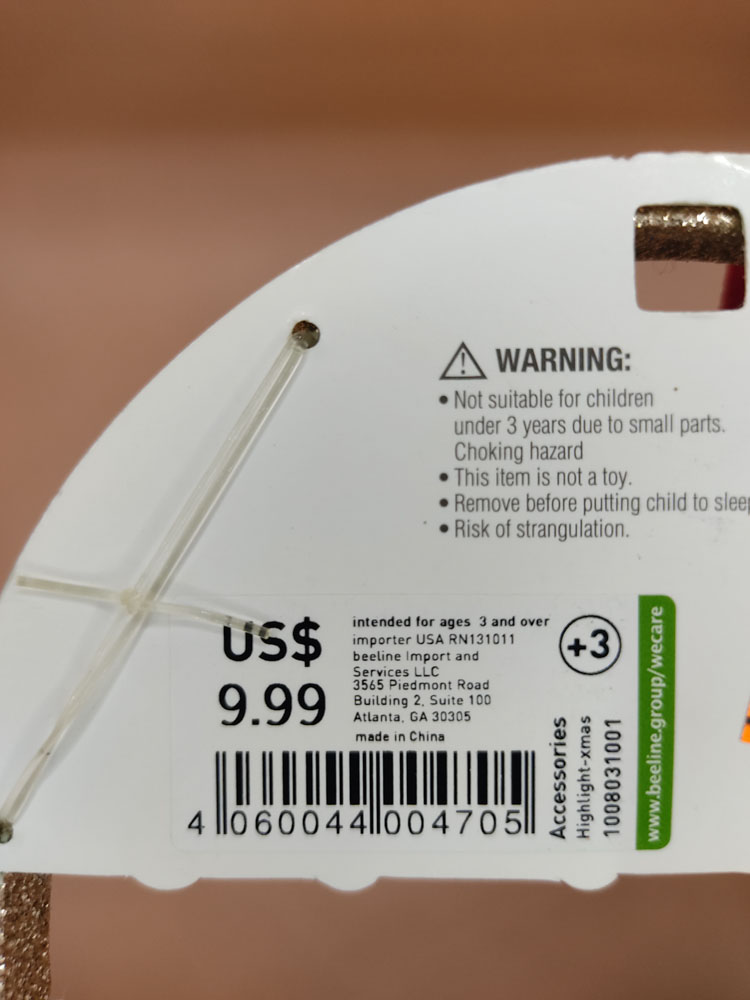 WARNING:
• Not suitable for children
under 3 years due to small parts.
Choking hazard
• This item is not a toy.
• Remove before putting child to sleep
• Risk of strangulation.
US$
9.99
intended for ages 3 and over
importer USA RN131011
beeline Import and
Services LLC
3565 Piedmont Road
Building 2, Suite 100
Atlanta, GA 30305
made in China
+3
4 060044 004705
Accessories
Highlight-xmas
1008031001
www.beeline.group/wecare